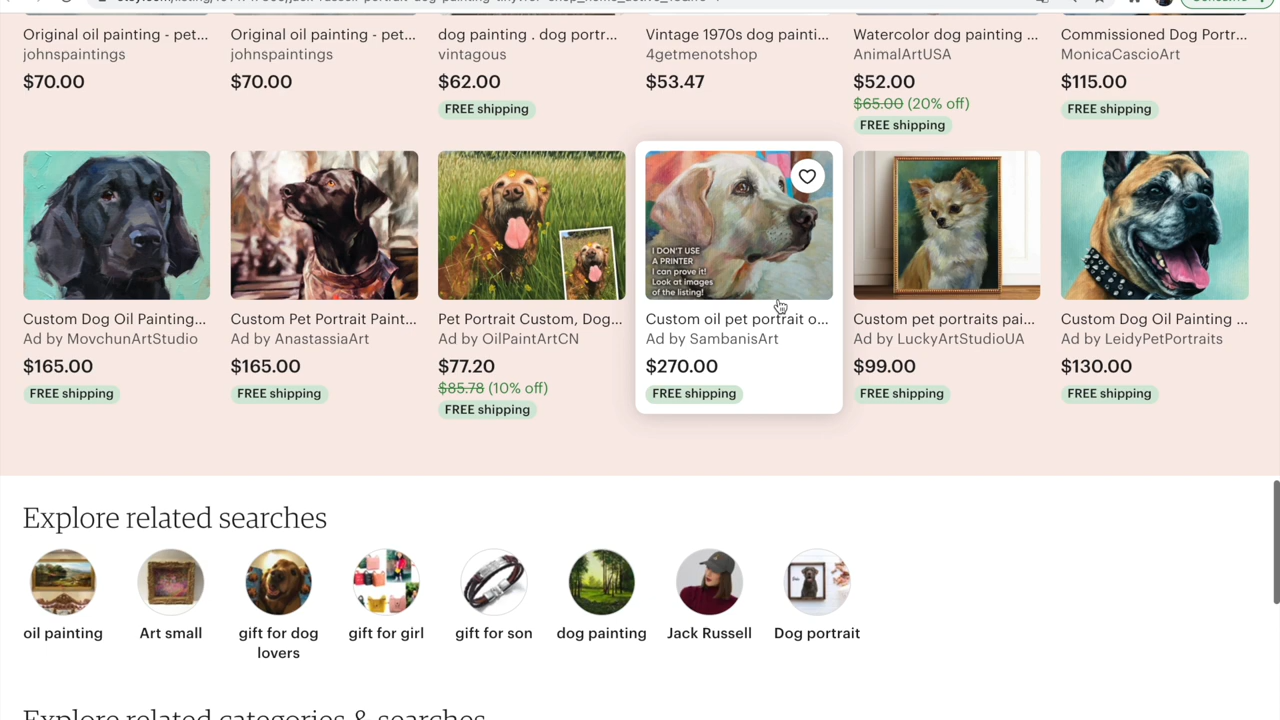 Original oil painting - pet...
johnspaintings
$70.00
Original oil painting - pet...
johnspaintings
$70.00
dog painting . dog portr...
vintagous
$62.00
FREE shipping
Vintage 1970s dog painti...
4getmenotshop
$53.47
Watercolor dog painting ...
AnimalArtUSA
$52.00
$65.00 (20% off)
FREE shipping
Commissioned Dog Portr...
MonicaCascioArt
$115.00
FREE shipping
Custom Dog Oil Painting...
Ad by MovchunArtStudio
$165.00
FREE shipping
Custom Pet Portrait Paint...
Ad by AnastassiaArt
$165.00
FREE shipping
Pet Portrait Custom, Dog...
Ad by OilPaintArtCN
$77.20
$85.78 (10% off)
FREE shipping
I DON'T USE
A PRINTER
I can prove it!
Look at images
of the listing!
Custom oil pet portrait o...
Ad by SambanisArt
$270.00
FREE shipping
Custom pet portraits pai...
Ad by LuckyArtStudioUA
$99.00
FREE shipping
Custom Dog Oil Painting ...
Ad by LeidyPetPortraits
$130.00
FREE shipping
Explore related searches
oil painting
Art small
gift for dog
lovers
gift for girl
gift for son
dog painting
Jack Russell
Dog portrait
Explore related categories & searches